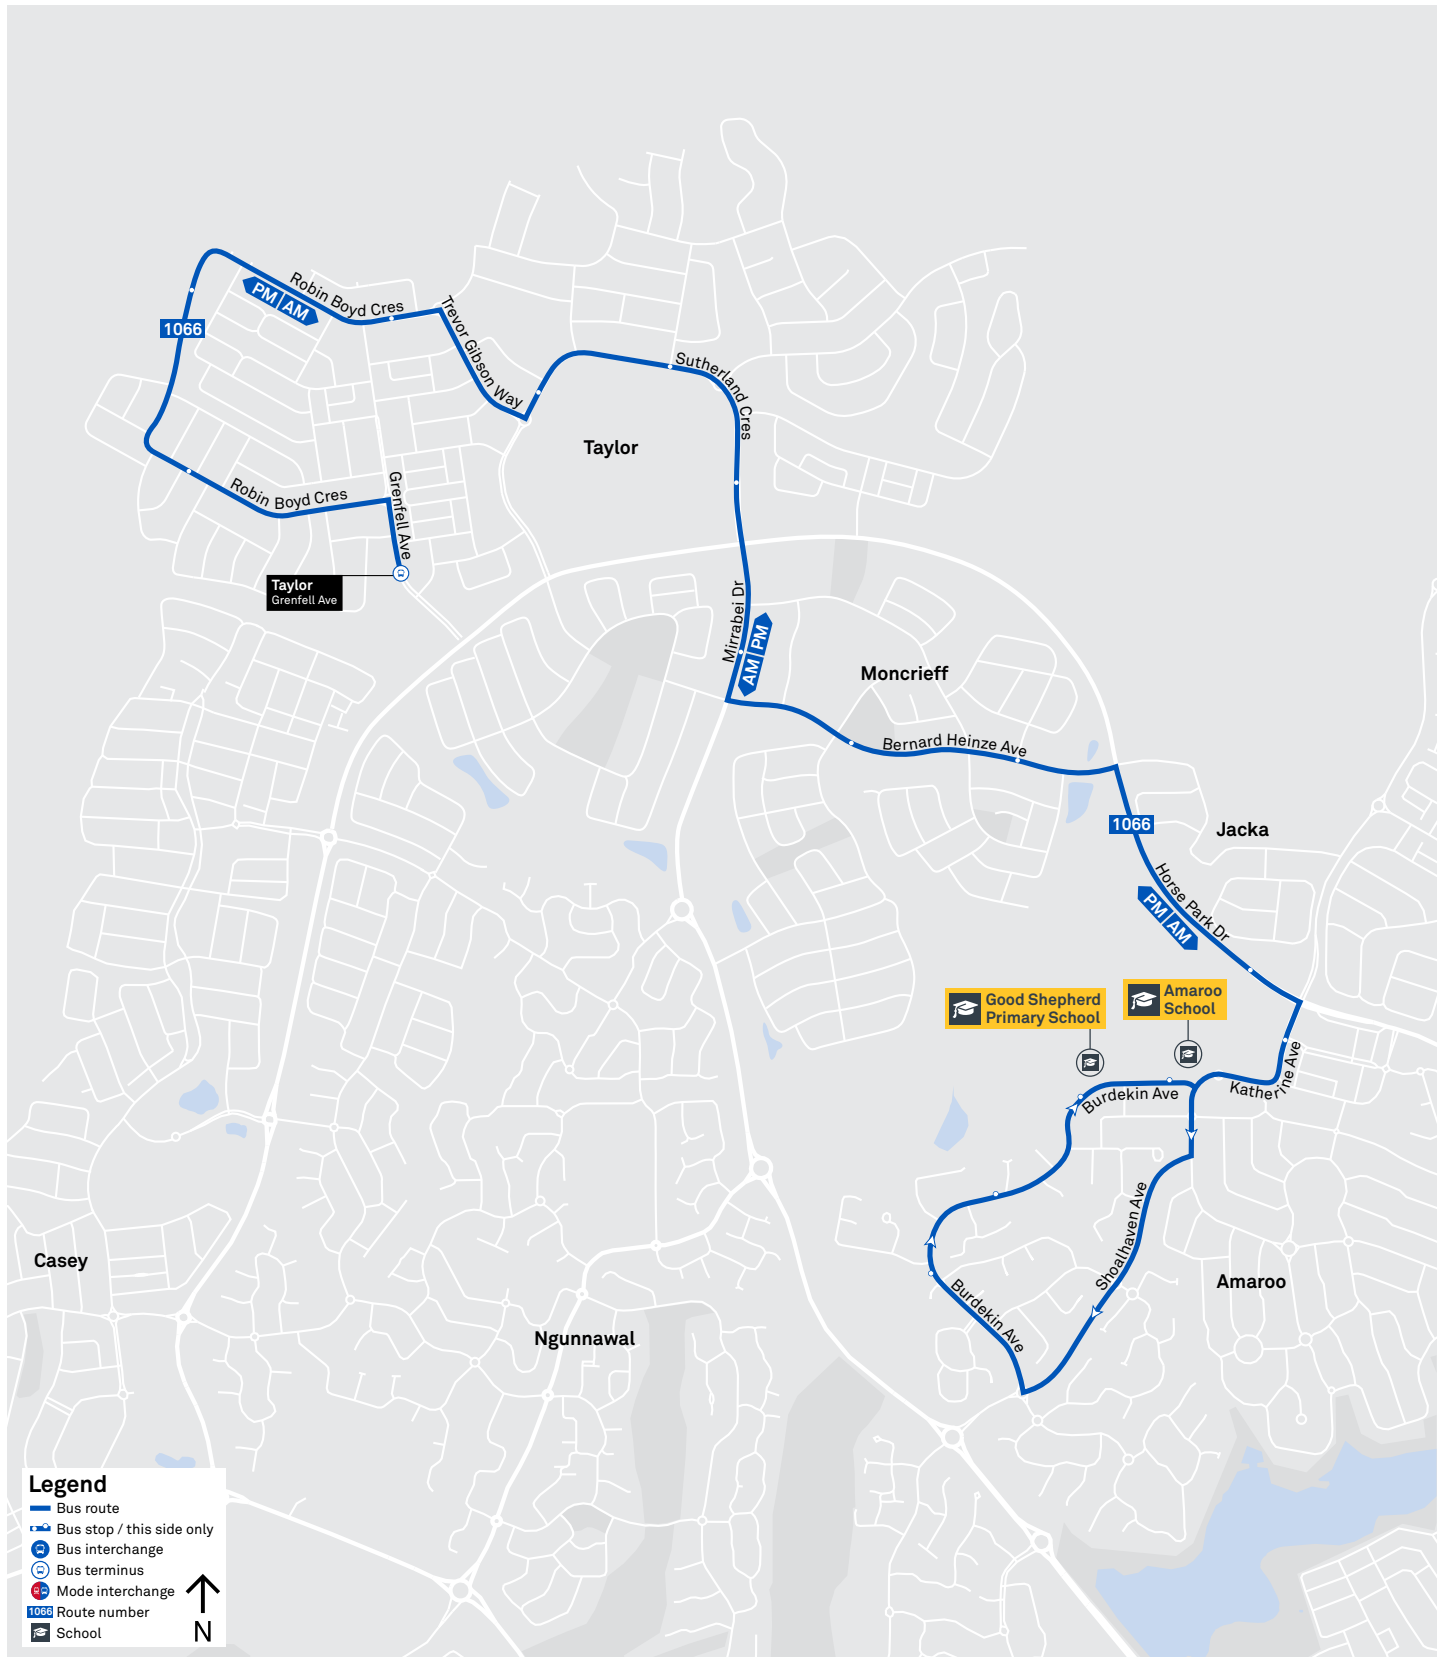 Robin Boyd Cres
PM AM
1066
Trevor Gibson Way
Sutherland Cres
Taylor
Robin Boyd Cres
Grenfell Ave
Taylor
Grenfell Ave
Mirrabei Dr
AM PM
Moncrieff
Bernard Heinze Ave
1066
Jacka
Horse Park Dr
PM AM
Good Shepherd
Primary School
Amaroo
School
Katherine Ave
Burdekin Ave
Shoalhaven Ave
Casey
Amaroo
Burdekin Ave
Ngunnawal
Legend
Bus route
Bus stop / this side only
Bus interchange
Bus terminus
Mode interchange
1066 Route number
School
N